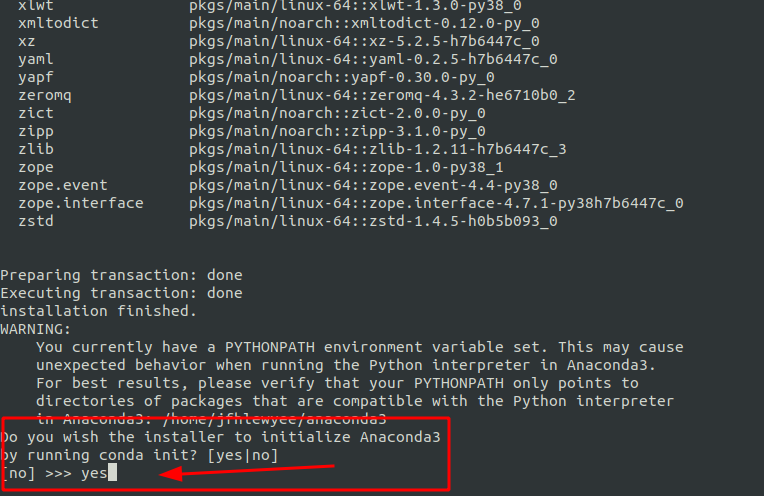 xlwt pkgs/main/linux-64::xlwt-1.3.0-py38_0
xmltodict pkgs/main/noarch::xmltodict-0.12.0-py_0
xz pkgs/main/linux-64::xz-5.2.5-h7b6447c_0
yaml pkgs/main/linux-64::yaml-0.2.5-h7b6447c_0
yapf pkgs/main/noarch::yapf-0.30.0-py_0
zeromq pkgs/main/linux-64::zeromq-4.3.2-he6710b0_2
zict pkgs/main/noarch::zict-2.0.0-py_0
zipp pkgs/main/noarch::zipp-3.1.0-py_0
zlib pkgs/main/linux-64::zlib-1.2.11-h7b6447c_3
zope pkgs/main/linux-64::zope-1.0-py38_1
zope.event pkgs/main/linux-64::zope.event-4.4-py38_0
zope.interface pkgs/main/linux-64::zope.interface-4.7.1-py38h7b6447c_0
zstd pkgs/main/linux-64::zstd-1.4.5-h0b5b093_0
Preparing transaction: done
Executing transaction: done
installation finished.
WARNING:
You currently have a PYTHONPATH environment variable set. This may cause
unexpected behavior when running the Python interpreter in Anaconda3.
For best results, please verify that your PYTHONPATH only points to
directories of packages that are compatible with the Python interpreter
in Anaconda3: /home/jfhlewyee/anaconda3
Do you wish the installer to initialize Anaconda3
by running conda init? [yes|no]
[no] >>> yes